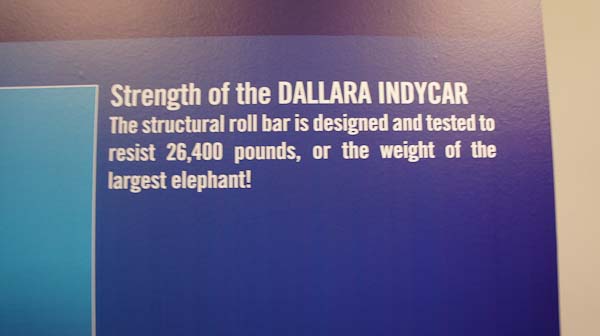 Strength of the DALLARA INDYCAR
The structural roll bar is designed and tested to
resist 26,400 pounds, or the weight of the
largest elephant!